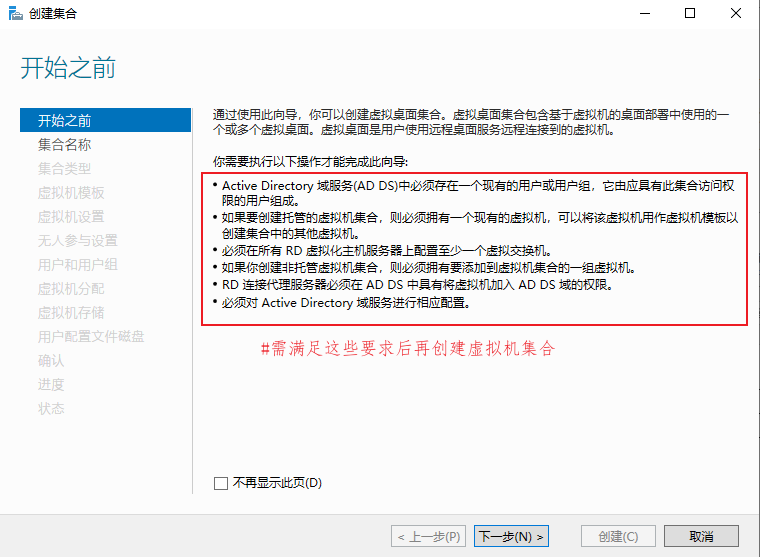 创建集合
开始之前
开始之前
集合名称
集合类型
虚拟机模板
虚拟机设置
无人参与设置
用户和用户组
虚拟机分配
虚拟机存储
用户配置文件磁盘
确认
进度
状态
通过使用此向导，你可以创建虚拟桌面集合。虚拟桌面集合包含基于虚拟机的桌面部署中使用的一
个或多个虚拟桌面。虚拟桌面是用户使用远程桌面服务远程连接到的虚拟机。
你需要执行以下操作才能完成此向导:
• Active Directory 域服务(AD DS)中必须存在一个现有的用户或用户组，它由应具有此集合访问权
限的用户组成。
• 如果要创建托管的虚拟机集合，则必须拥有一个现有的虚拟机，可以将该虚拟机用作虚拟机模板以
创建集合中的其他虚拟机。
• 必须在所有 RD 虚拟化主机服务器上配置至少一个虚拟交换机。
• 如果你创建非托管虚拟机集合，则必须拥有要添加到虚拟机集合的一组虚拟机。
• RD 连接代理服务器必须在 AD DS 中具有将虚拟机加入 AD DS 域的权限。
• 必须对 Active Directory 域服务进行相应配置。
#需满足这些要求后再创建虚拟机集合
不再显示此页(D)
< 上一步(P)
下一步(N) >
创建(C)
取消